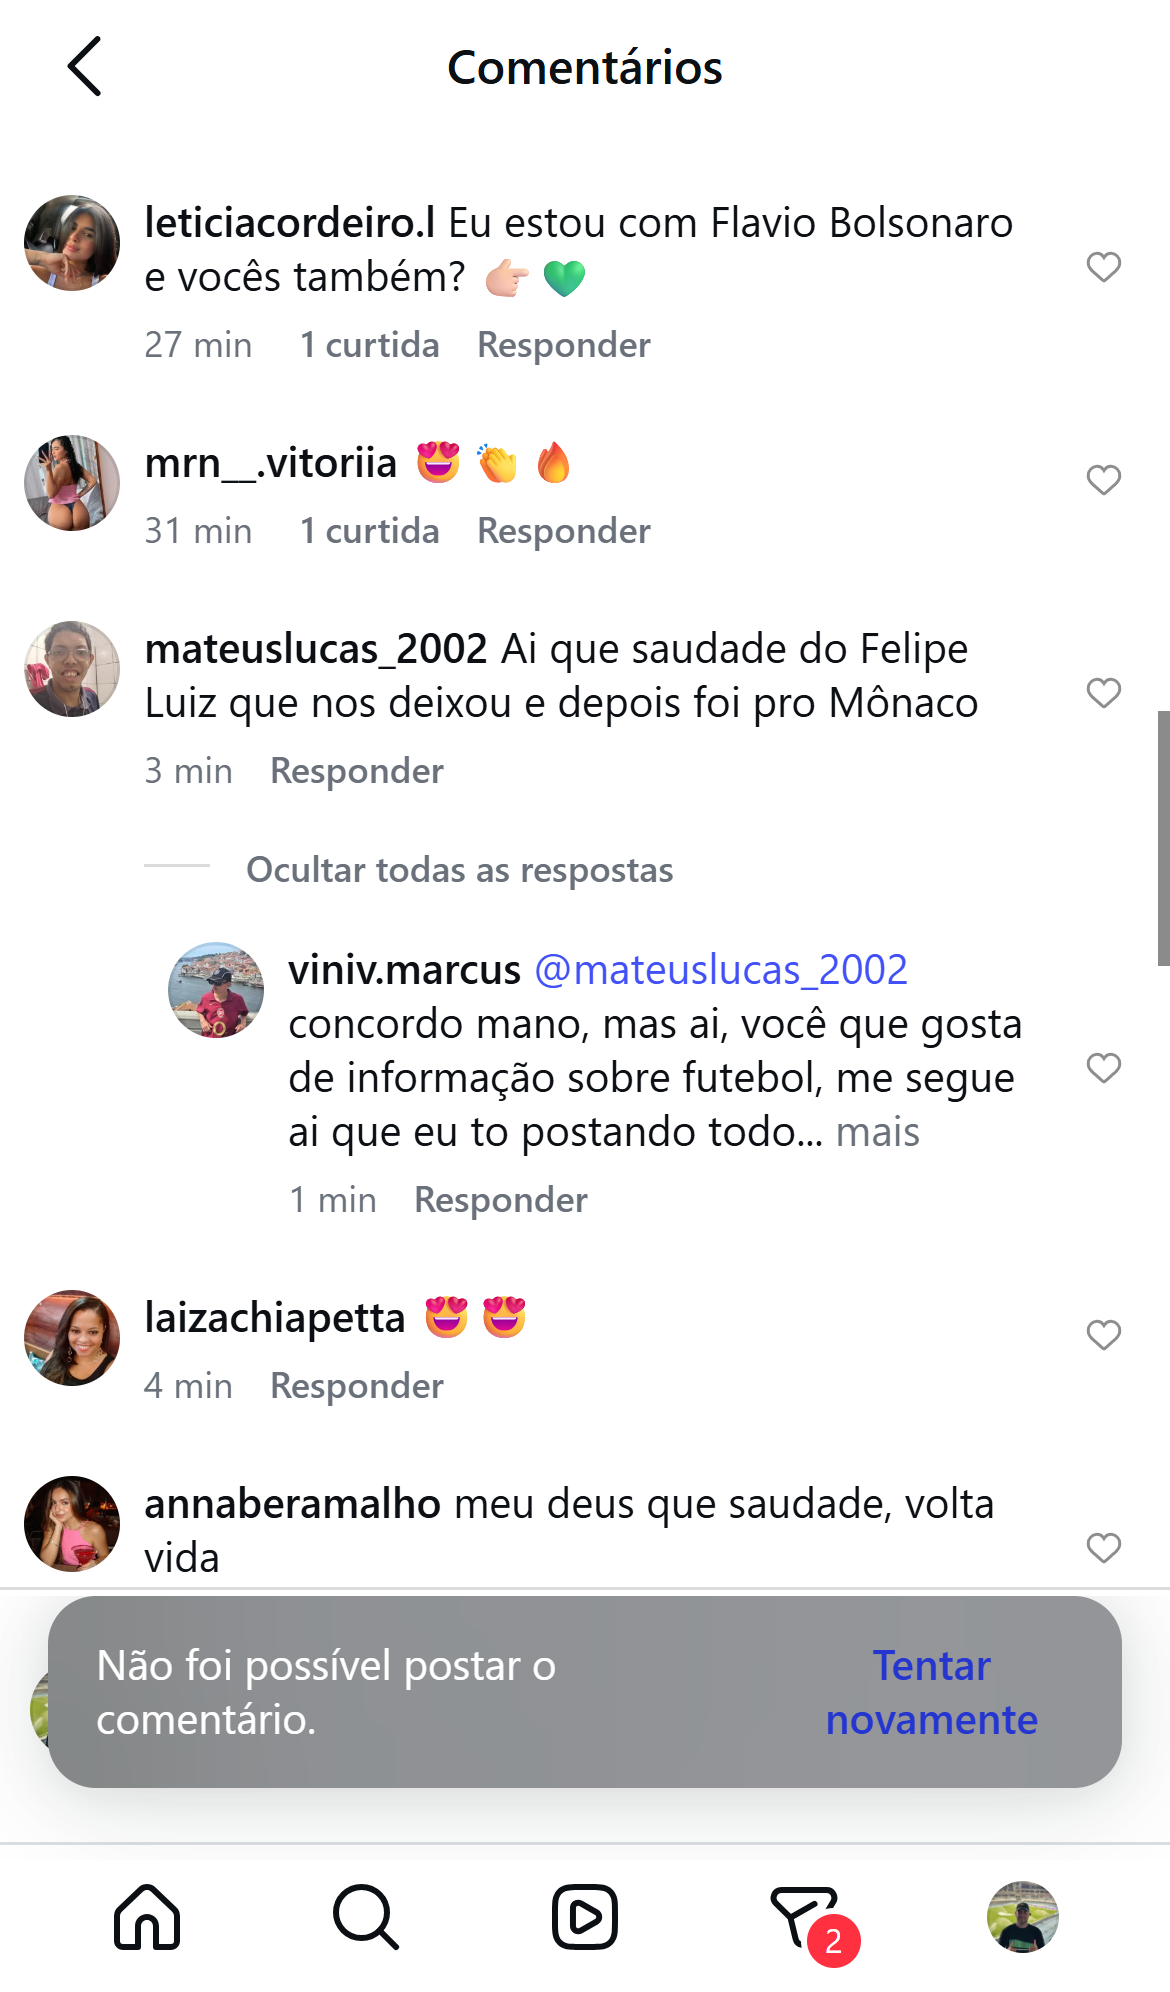 Comentários
leticiacordeiro.l Eu estou com Flavio Bolsonaro
e vocês também? 👉🏻 💚
27 min 1 curtida Responder
mrn__.vitoriia 😍 👏 🔥
31 min 1 curtida Responder
mateuslucas_2002 Ai que saudade do Felipe
Luiz que nos deixou e depois foi pro Mônaco
3 min Responder
Ocultar todas as respostas
viniv.marcus @mateuslucas_2002
concordo mano, mas ai, você que gosta
de informação sobre futebol, me segue
ai que eu to postando todo... mais
1 min Responder
laizachiapetta 😍 😍
4 min Responder
annaberamalho meu deus que saudade, volta
vida
Não foi possível postar o
comentário.
Tentar
novamente
2